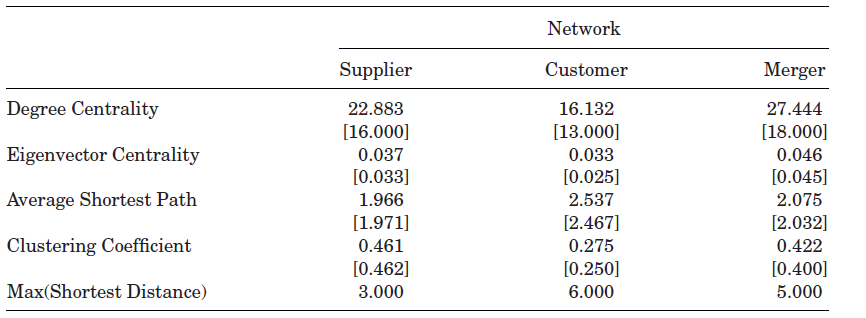 Network
Supplier Customer Merger
Degree Centrality 22.883 16.132 27.444
[16.000] [13.000] [18.000]
Eigenvector Centrality 0.037 0.033 0.046
[0.033] [0.025] [0.045]
Average Shortest Path 1.966 2.537 2.075
[1.971] [2.467] [2.032]
Clustering Coefficient 0.461 0.275 0.422
[0.462] [0.250] [0.400]
Max(Shortest Distance) 3.000 6.000 5.000